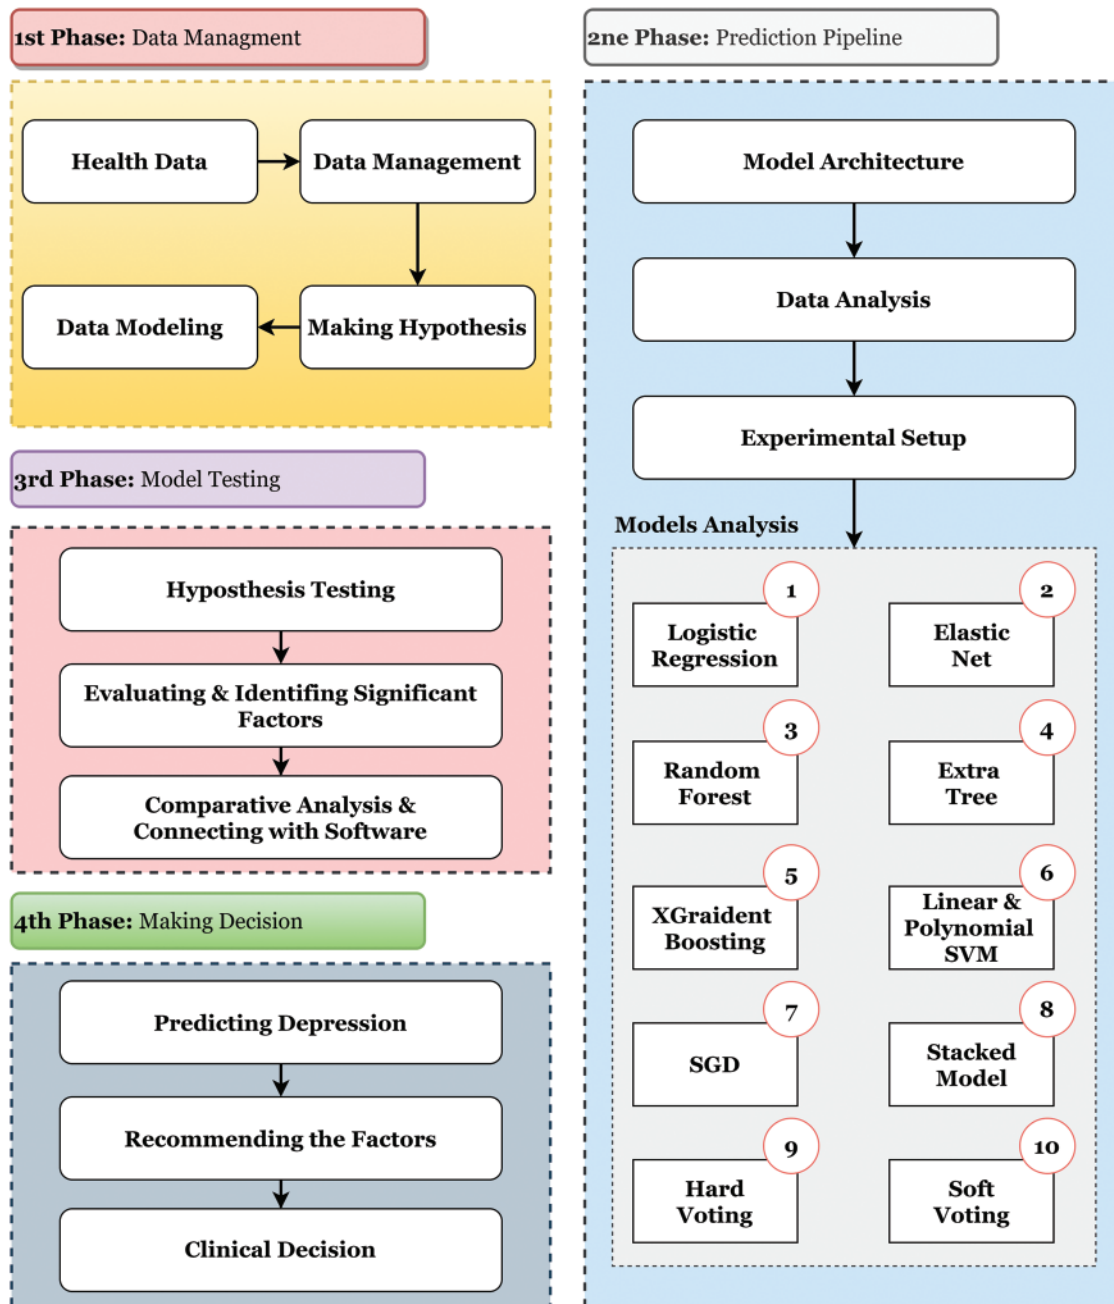 1st Phase: Data Managment
Health Data
Data Management
Data Modeling
Making Hypothesis
2ne Phase: Prediction Pipeline
Model Architecture
Data Analysis
Experimental Setup
Models Analysis
1
Logistic
Regression
2
Elastic
Net
3
Random
Forest
4
Extra
Tree
5
XGraident
Boosting
6
Linear &
Polynomial
SVM
7
SGD
8
Stacked
Model
9
Hard
Voting
10
Soft
Voting
3rd Phase: Model Testing
Hyposthesis Testing
Evaluating & Identifing Significant
Factors
Comparative Analysis &
Connecting with Software
4th Phase: Making Decision
Predicting Depression
Recommending the Factors
Clinical Decision